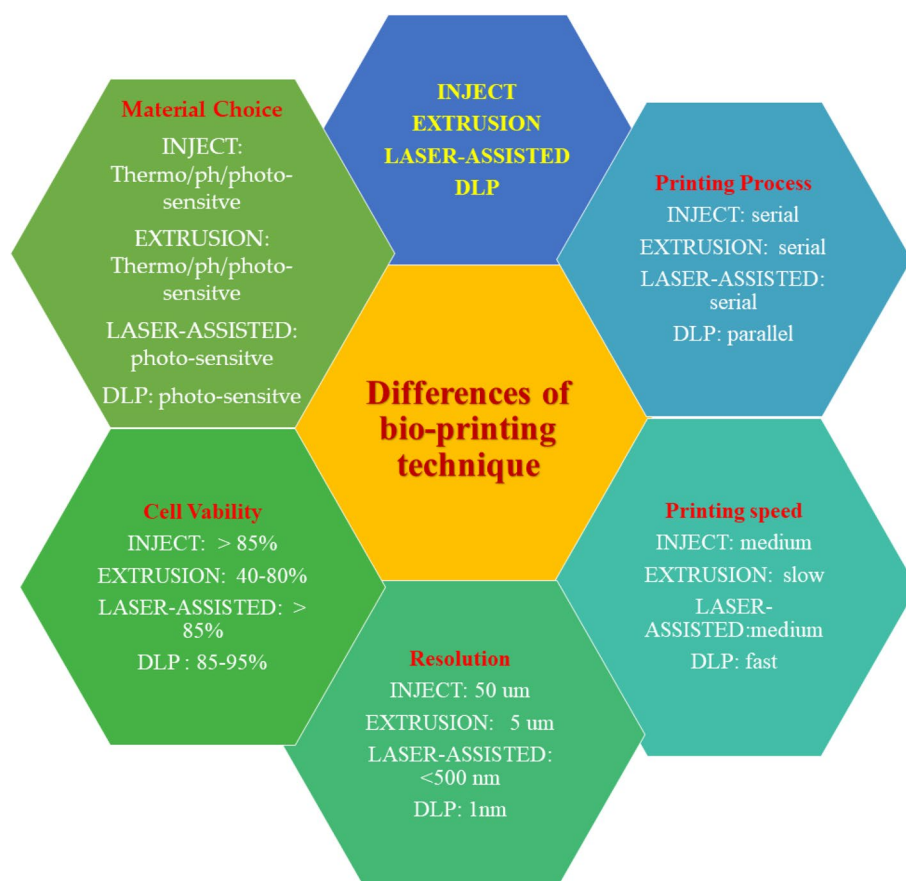 INJECT
EXTRUSION
LASER-ASSISTED
DLP
Material Choice
INJECT:
Thermo/ph/photo-
sensitve
EXTRUSION:
Thermo/ph/photo-
sensitve
LASER-ASSISTED:
photo-sensitve
DLP: photo-sensitve
Printing Process
INJECT: serial
EXTRUSION: serial
LASER-ASSISTED:
serial
DLP: parallel
Differences of
bio-printing
technique
Cell Vability
INJECT: > 85%
EXTRUSION: 40-80%
LASER-ASSISTED: >
85%
DLP : 85-95%
Printing speed
INJECT: medium
EXTRUSION: slow
LASER-
ASSISTED:medium
DLP: fast
Resolution
INJECT: 50 um
EXTRUSION: 5 um
LASER-ASSISTED:
<500 nm
DLP: 1nm